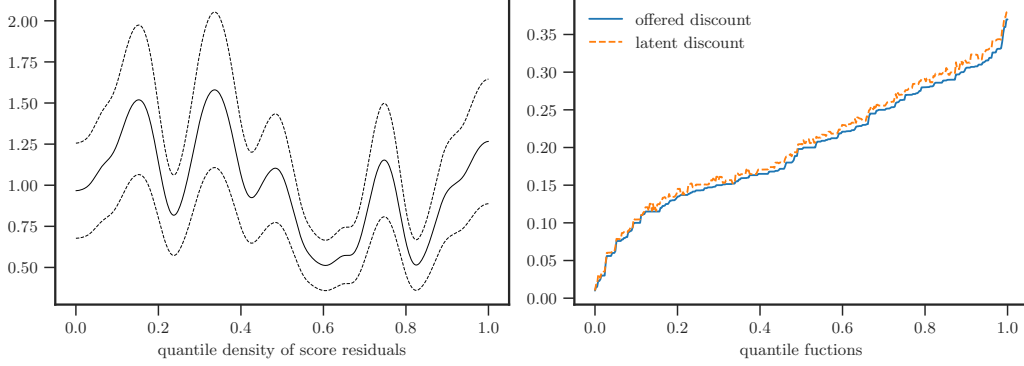 2.00
1.75
1.50
1.25
1.00
0.75
0.50
0.0 0.2 0.4 0.6 0.8 1.0
quantile density of score residuals
offered discount
latent discount
0.35
0.30
0.25
0.20
0.15
0.10
0.05
0.00
0.0 0.2 0.4 0.6 0.8 1.0
quantile fuctions